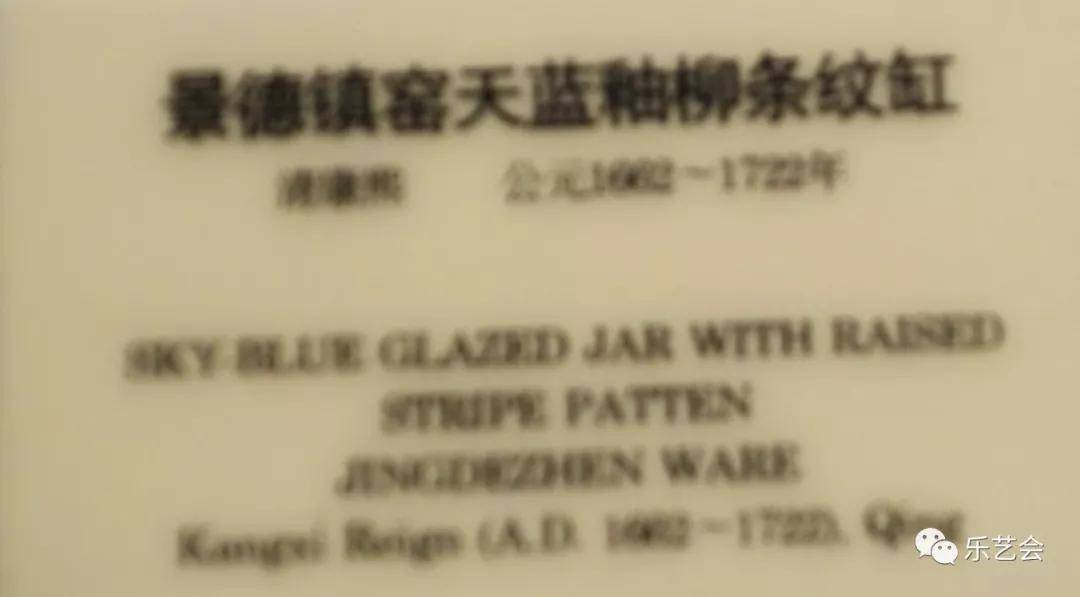 景德镇窑天蓝釉柳条纹缸
清康熙 公元1662～1722年
SKY-BLUE GLAZED JAR WITH RAISED
STRIPE PATTEN
JINGDEZHEN WARE
Kangxi Reign (A.D. 1662～1722), Qing
乐艺会